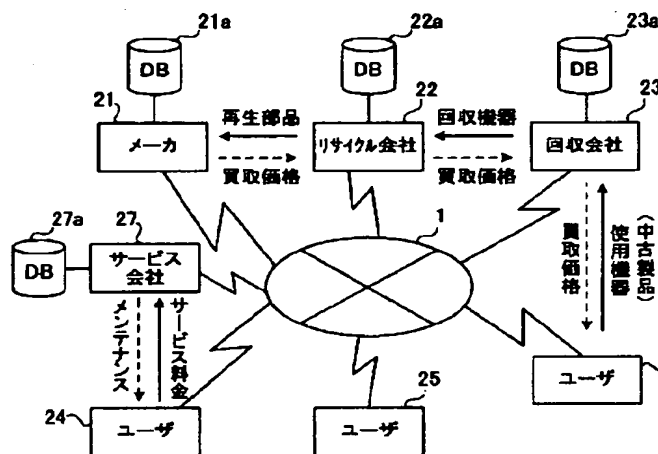 21a
22a
23a
DB
DB
DB
21
22
23
再生部品
回収機器
メーカ
リサイクル会社
回収会社
買取価格
買取価格
27a
27
1
DB
サービス
会社
買取価格
使用機器
(中古製品)
メンテナンス
サービス料金
24
25
ユーザ
ユーザ
ユーザ